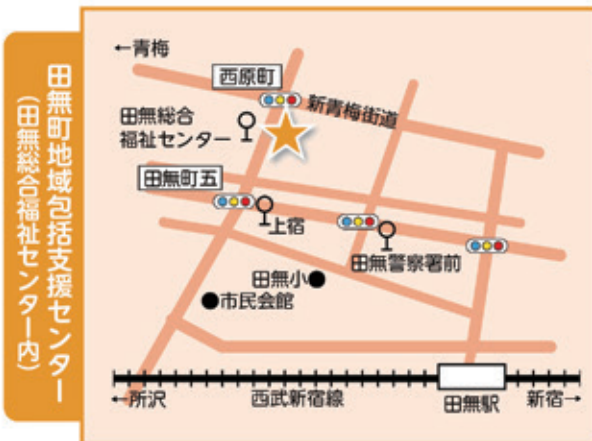 田無町地域包括支援センター
（田無総合福祉センター内）
←青梅
西原町
新青梅街道
田無総合
福祉センター
田無町五
上宿
田無警察署前
田無小
市民会館
←所沢
西武新宿線
田無駅
新宿→